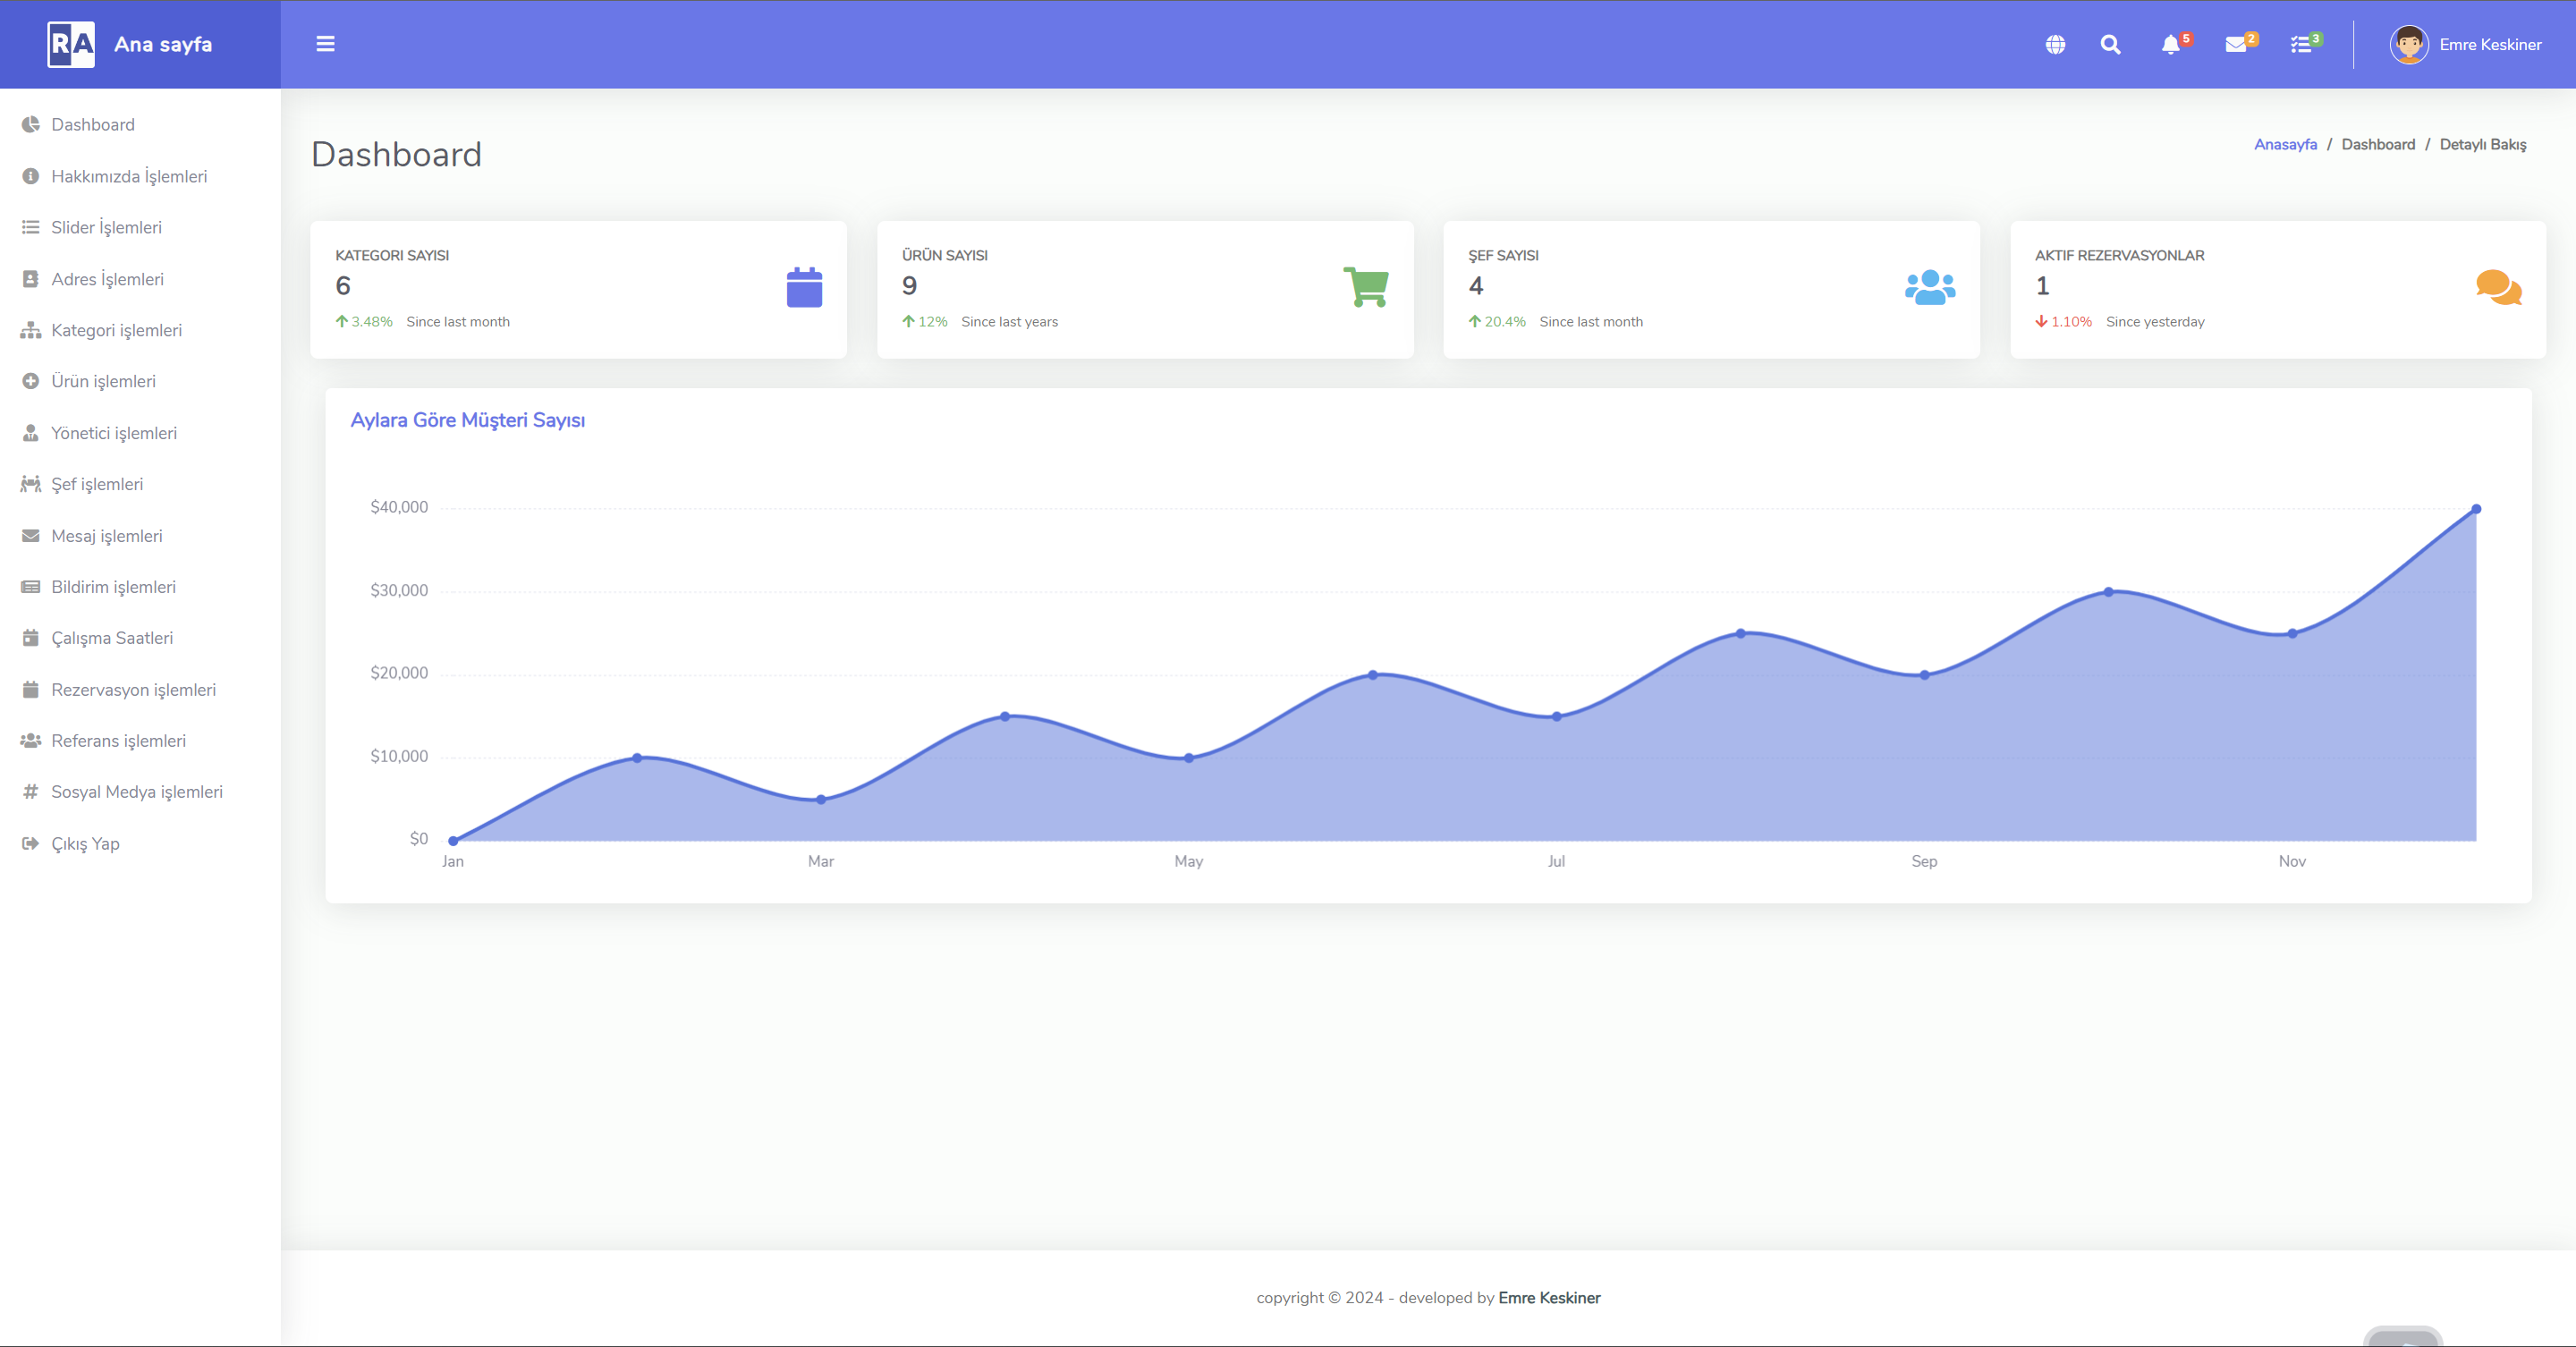 RA Ana sayfa
5 2 3 Emre Keskiner
Dashboard
Hakkımızda İşlemleri
Slider İşlemleri
Adres İşlemleri
Kategori işlemleri
Ürün işlemleri
Yönetici işlemleri
Şef işlemleri
Mesaj işlemleri
Bildirim işlemleri
Çalışma Saatleri
Rezervasyon işlemleri
Referans işlemleri
# Sosyal Medya işlemleri
Çıkış Yap
Dashboard
Anasayfa / Dashboard / Detaylı Bakış
KATEGORI SAYISI
6
3.48% Since last month
ÜRÜN SAYISI
9
12% Since last years
ŞEF SAYISI
4
20.4% Since last month
AKTIF REZERVASYONLAR
1
1.10% Since yesterday
Aylara Göre Müşteri Sayısı
$40,000
$30,000
$20,000
$10,000
$0
Jan Mar May Jul Sep Nov
copyright © 2024 - developed by Emre Keskiner